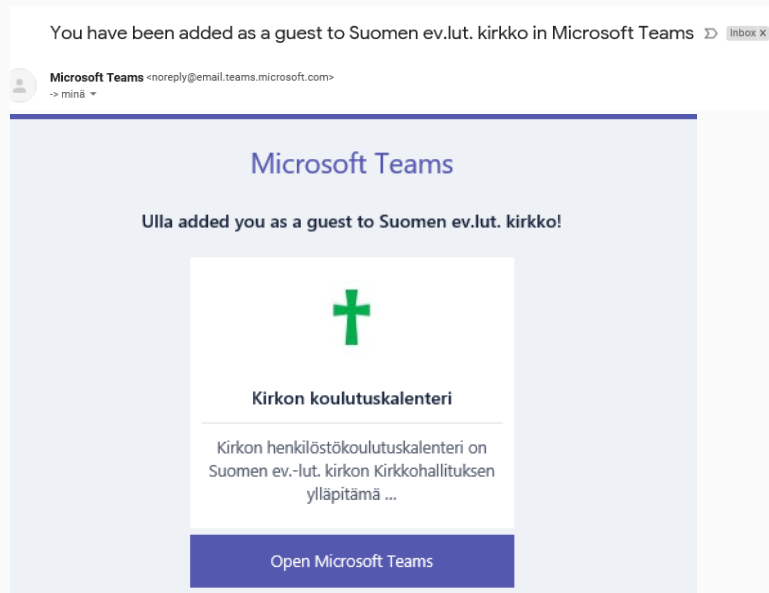 You have been added as a guest to Suomen ev.lut. kirkko in Microsoft Teams Inbox x
Microsoft Teams <noreply@email.teams.microsoft.com>
-> minä
Microsoft Teams
Ulla added you as a guest to Suomen ev.lut. kirkko!
Kirkon koulutuskalenteri
Kirkon henkilöstökoulutuskalenteri on
Suomen ev.-lut. kirkon Kirkkohallituksen
ylläpitämä ...
Open Microsoft Teams